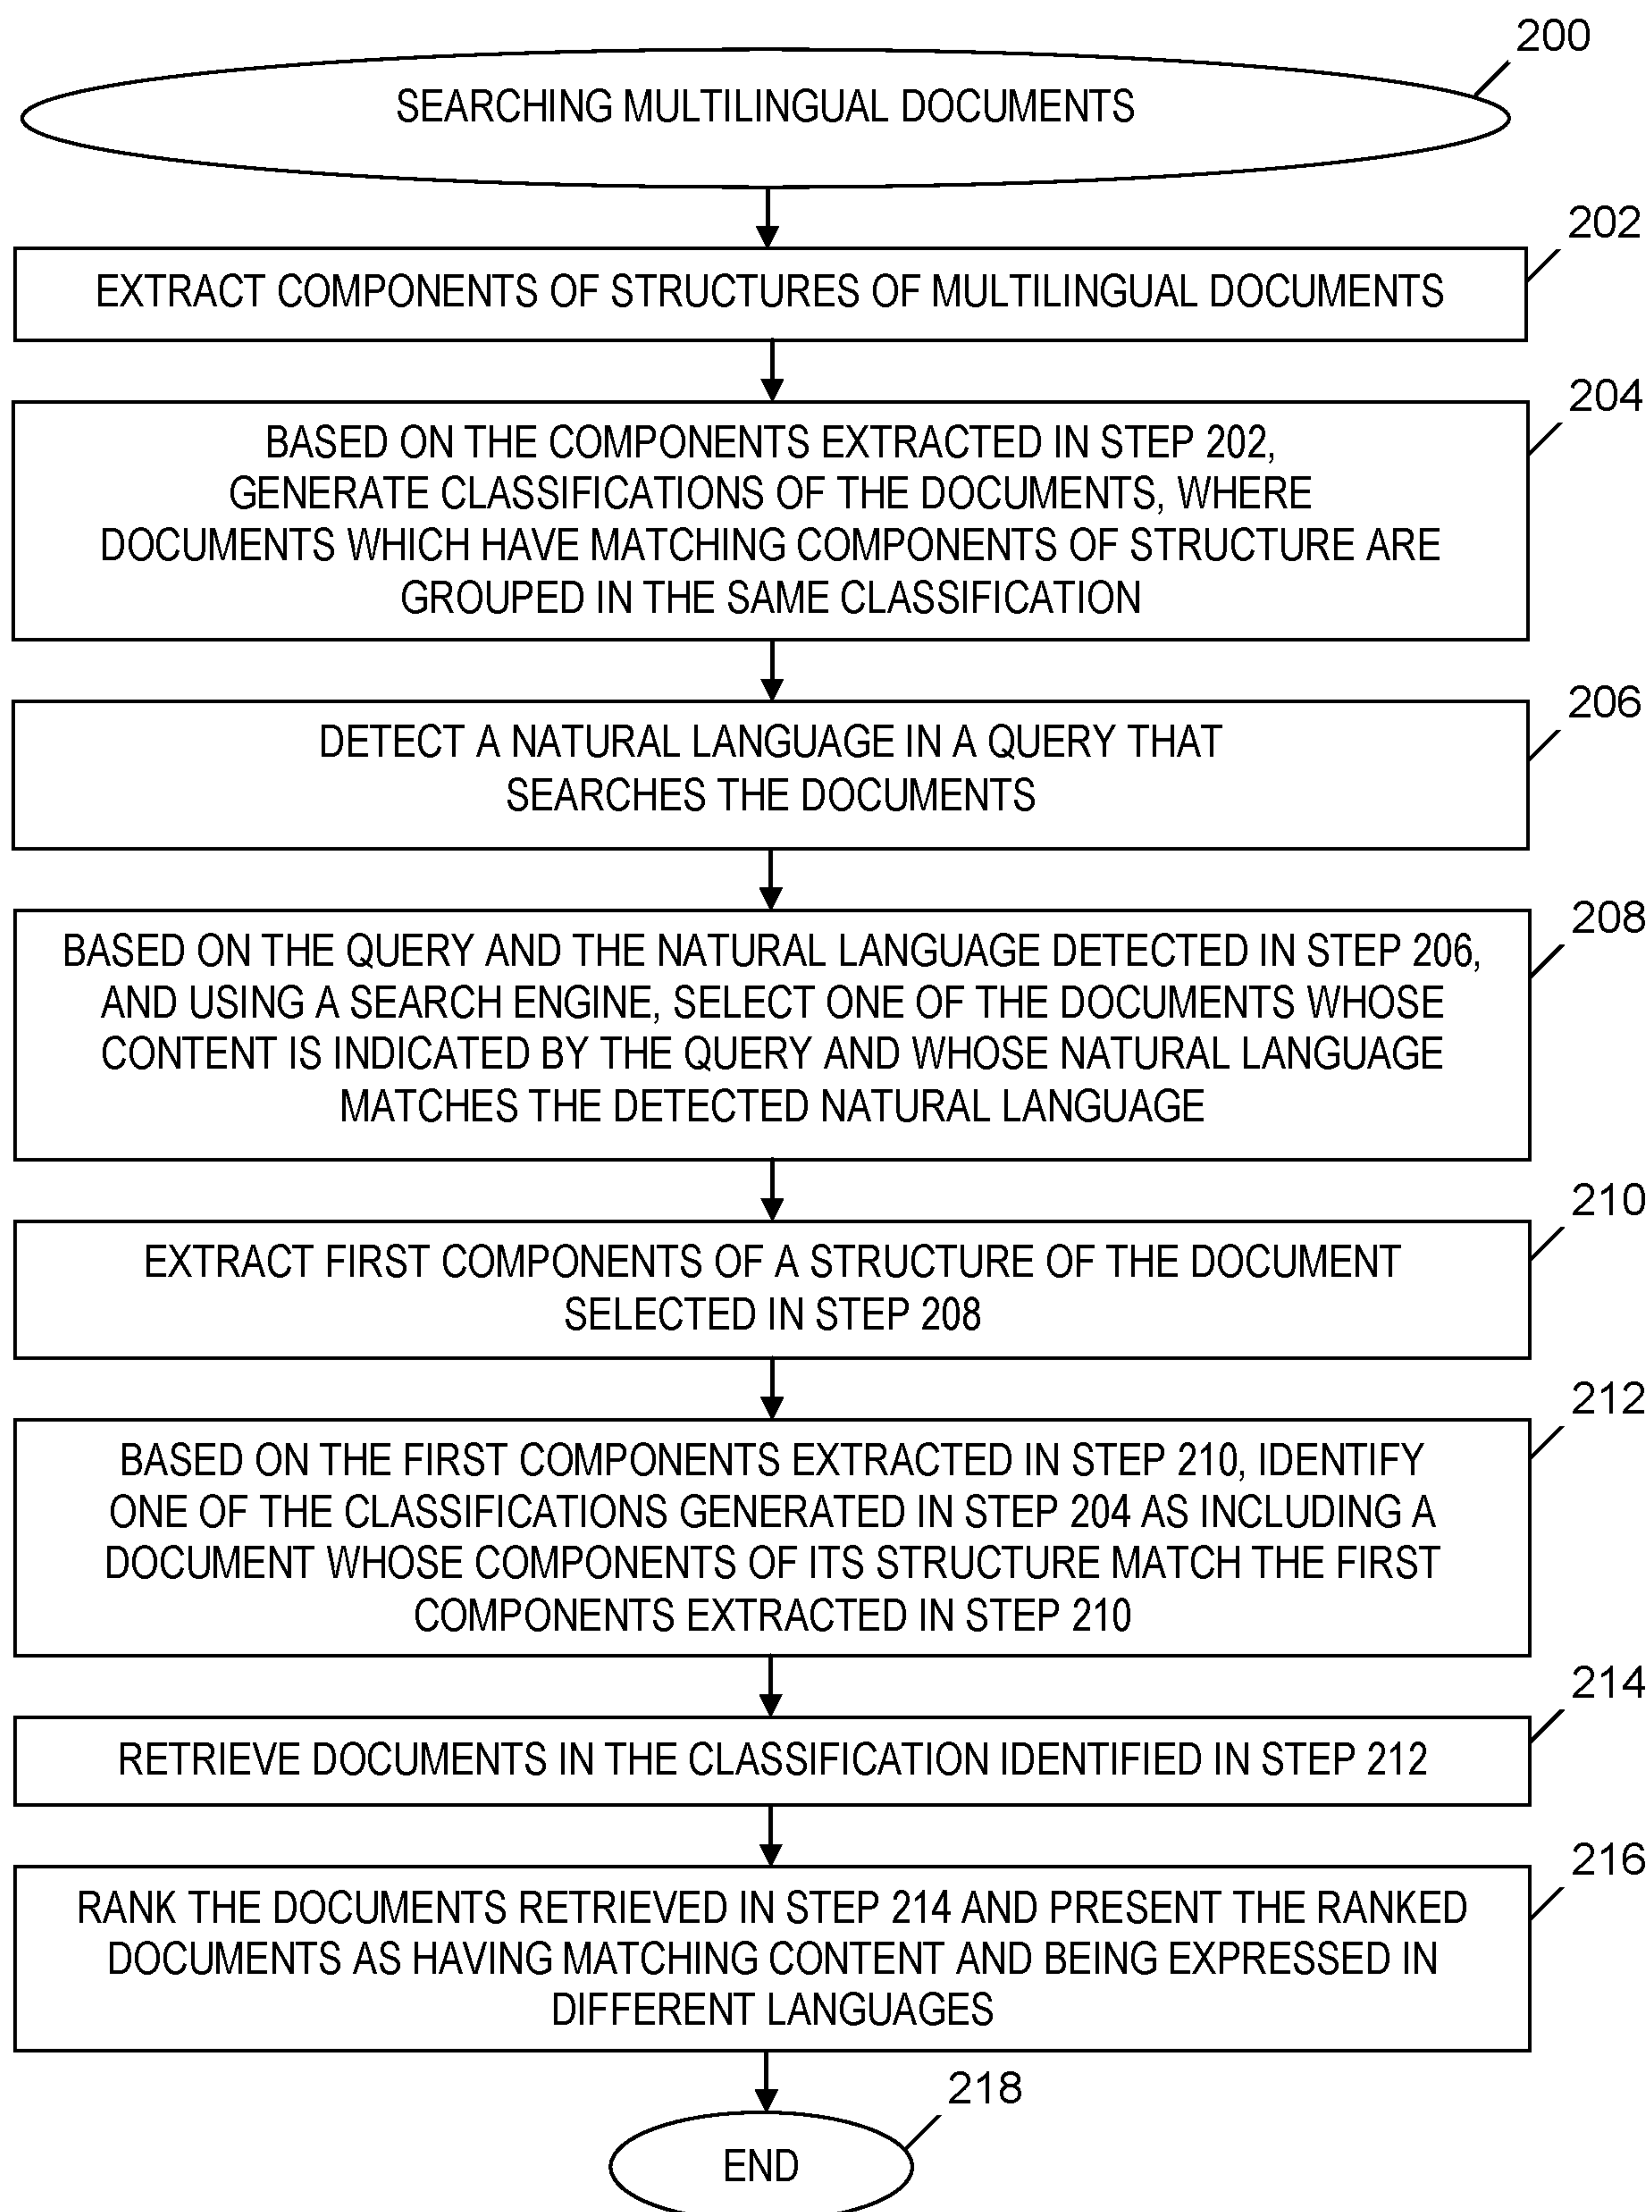 200
SEARCHING MULTILINGUAL DOCUMENTS
202
EXTRACT COMPONENTS OF STRUCTURES OF MULTILINGUAL DOCUMENTS
204
BASED ON THE COMPONENTS EXTRACTED IN STEP 202,
GENERATE CLASSIFICATIONS OF THE DOCUMENTS, WHERE
DOCUMENTS WHICH HAVE MATCHING COMPONENTS OF STRUCTURE ARE
GROUPED IN THE SAME CLASSIFICATION
206
DETECT A NATURAL LANGUAGE IN A QUERY THAT
SEARCHES THE DOCUMENTS
208
BASED ON THE QUERY AND THE NATURAL LANGUAGE DETECTED IN STEP 206,
AND USING A SEARCH ENGINE, SELECT ONE OF THE DOCUMENTS WHOSE
CONTENT IS INDICATED BY THE QUERY AND WHOSE NATURAL LANGUAGE
MATCHES THE DETECTED NATURAL LANGUAGE
210
EXTRACT FIRST COMPONENTS OF A STRUCTURE OF THE DOCUMENT
SELECTED IN STEP 208
212
BASED ON THE FIRST COMPONENTS EXTRACTED IN STEP 210, IDENTIFY
ONE OF THE CLASSIFICATIONS GENERATED IN STEP 204 AS INCLUDING A
DOCUMENT WHOSE COMPONENTS OF ITS STRUCTURE MATCH THE FIRST
COMPONENTS EXTRACTED IN STEP 210
214
RETRIEVE DOCUMENTS IN THE CLASSIFICATION IDENTIFIED IN STEP 212
216
RANK THE DOCUMENTS RETRIEVED IN STEP 214 AND PRESENT THE RANKED
DOCUMENTS AS HAVING MATCHING CONTENT AND BEING EXPRESSED IN
DIFFERENT LANGUAGES
218
END